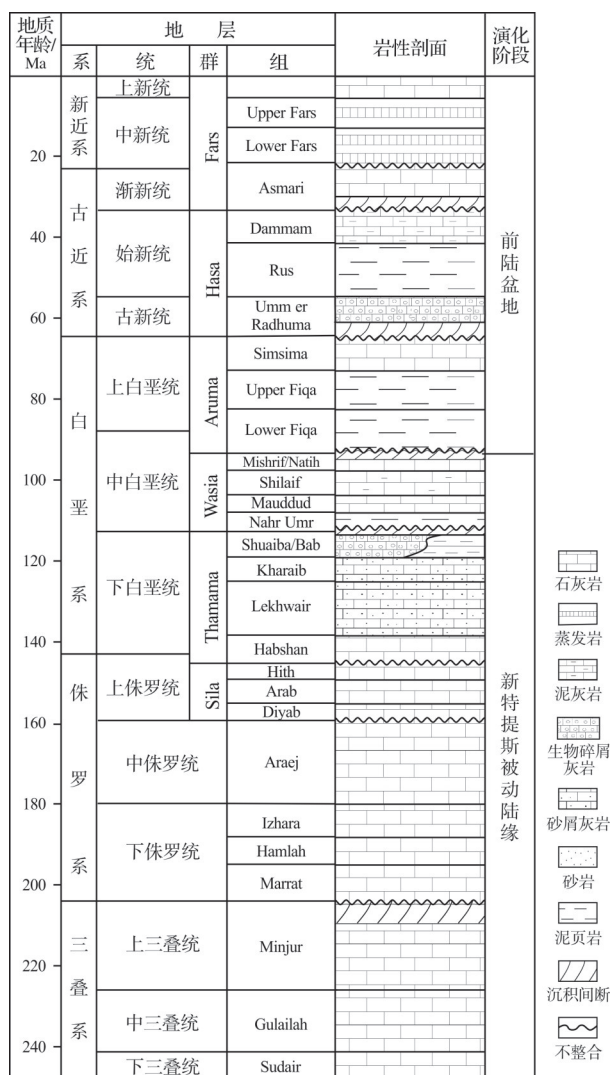 地质
年龄/
Ma
地 层
岩性剖面
演化
阶段
系
统
群
组
新近系
古近系
白垩系
侏罗系
三叠系
上新统
中新统
渐新统
始新统
古新统
上白垩统
中白垩统
下白垩统
上侏罗统
中侏罗统
下侏罗统
上三叠统
中三叠统
下三叠统
Fars
Hasa
Aruma
Wasia
Thamama
Sila
Upper Fars
Lower Fars
Asmari
Dammam
Rus
Umm er
Radhuma
Simsima
Upper Fiqa
Lower Fiqa
Mishrif/Natih
Shilaif
Mauddud
Nahr Umr
Shuaiba/Bab
Kharaib
Lekhwair
Habshan
Hith
Arab
Diyab
Araej
Izhara
Hamlah
Marrat
Minjur
Gulailah
Sudair
20
40
60
80
100
120
140
160
180
200
220
240
前陆盆地
新特提斯被动陆缘
石灰岩
蒸发岩
泥灰岩
生物碎屑
灰岩
砂屑灰岩
砂岩
泥页岩
沉积间断
不整合